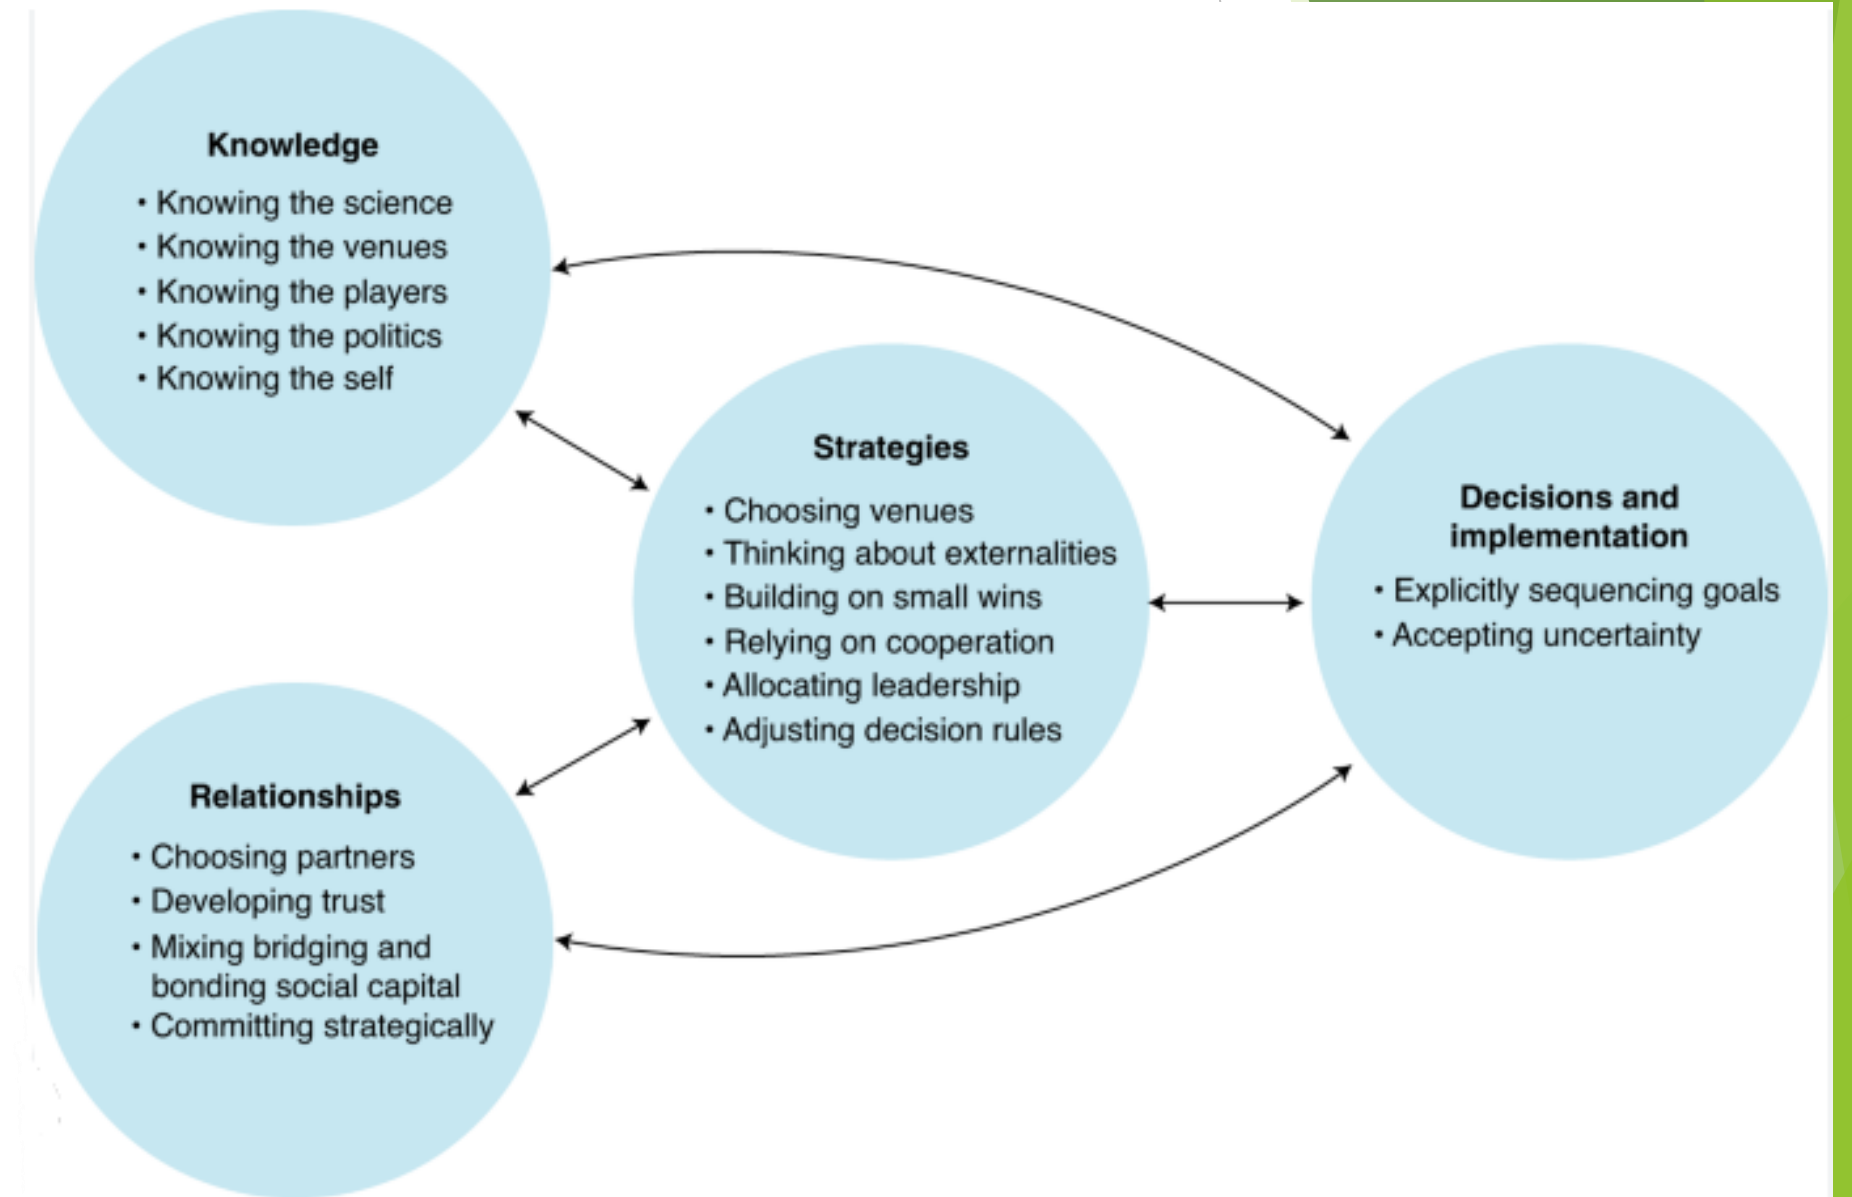 Knowledge
• Knowing the science
• Knowing the venues
• Knowing the players
• Knowing the politics
• Knowing the self
Strategies
• Choosing venues
• Thinking about externalities
• Building on small wins
• Relying on cooperation
• Allocating leadership
• Adjusting decision rules
Decisions and
implementation
• Explicitly sequencing goals
• Accepting uncertainty
Relationships
• Choosing partners
• Developing trust
• Mixing bridging and
bonding social capital
• Committing strategically